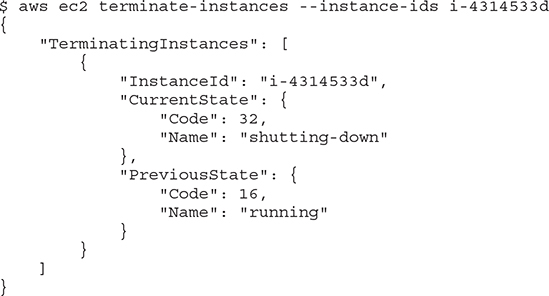 $ aws ec2 terminate-instances --instance-ids i-4314533d
{
    "TerminatingInstances": [
        {
            "InstanceId": "i-4314533d",
            "CurrentState": {
                "Code": 32,
                "Name": "shutting-down"
            },
            "PreviousState": {
                "Code": 16,
                "Name": "running"
            }
        }
    ]
}